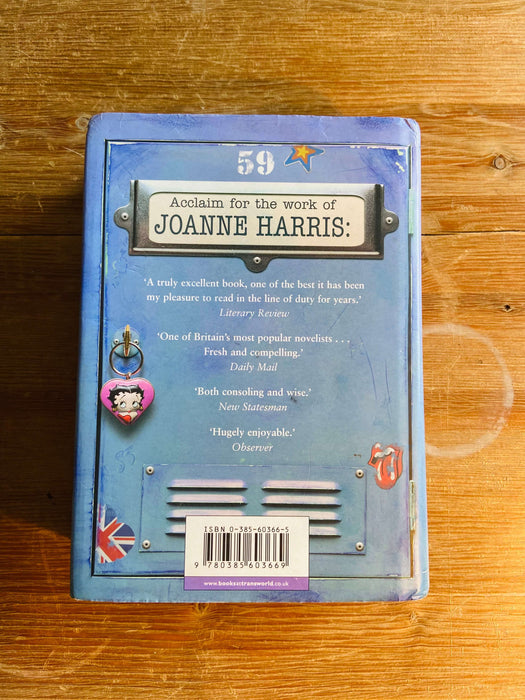 59
Acclaim for the work of
JOANNE HARRIS:
‘A truly excellent book, one of the best it has been
my pleasure to read in the line of duty for years.’
Literary Review
‘One of Britain’s most popular novelists . . .
Fresh and compelling.’
Daily Mail
‘Both consoling and wise.’
New Statesman
‘Hugely enjoyable.’
Observer
ISBN 0-385-60366-5
9 780385 603669
www.booksattransworld.co.uk